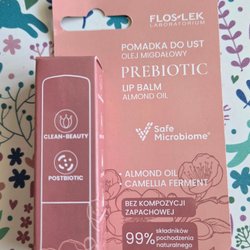 FLOSLEK
LABORATORIUM
POMADKA DO UST
OLEJ MIGDAŁOWY
PREBIOTIC
LIP BALM
ALMOND OIL
Safe
Microbiome®
• ALMOND OIL
• CAMELLIA FERMENT
BEZ KOMPOZYCJI
ZAPACHOWEJ
99%
składników
pochodzenia
naturalnego
CLEAN-BEAUTY
POSTBIOTIC